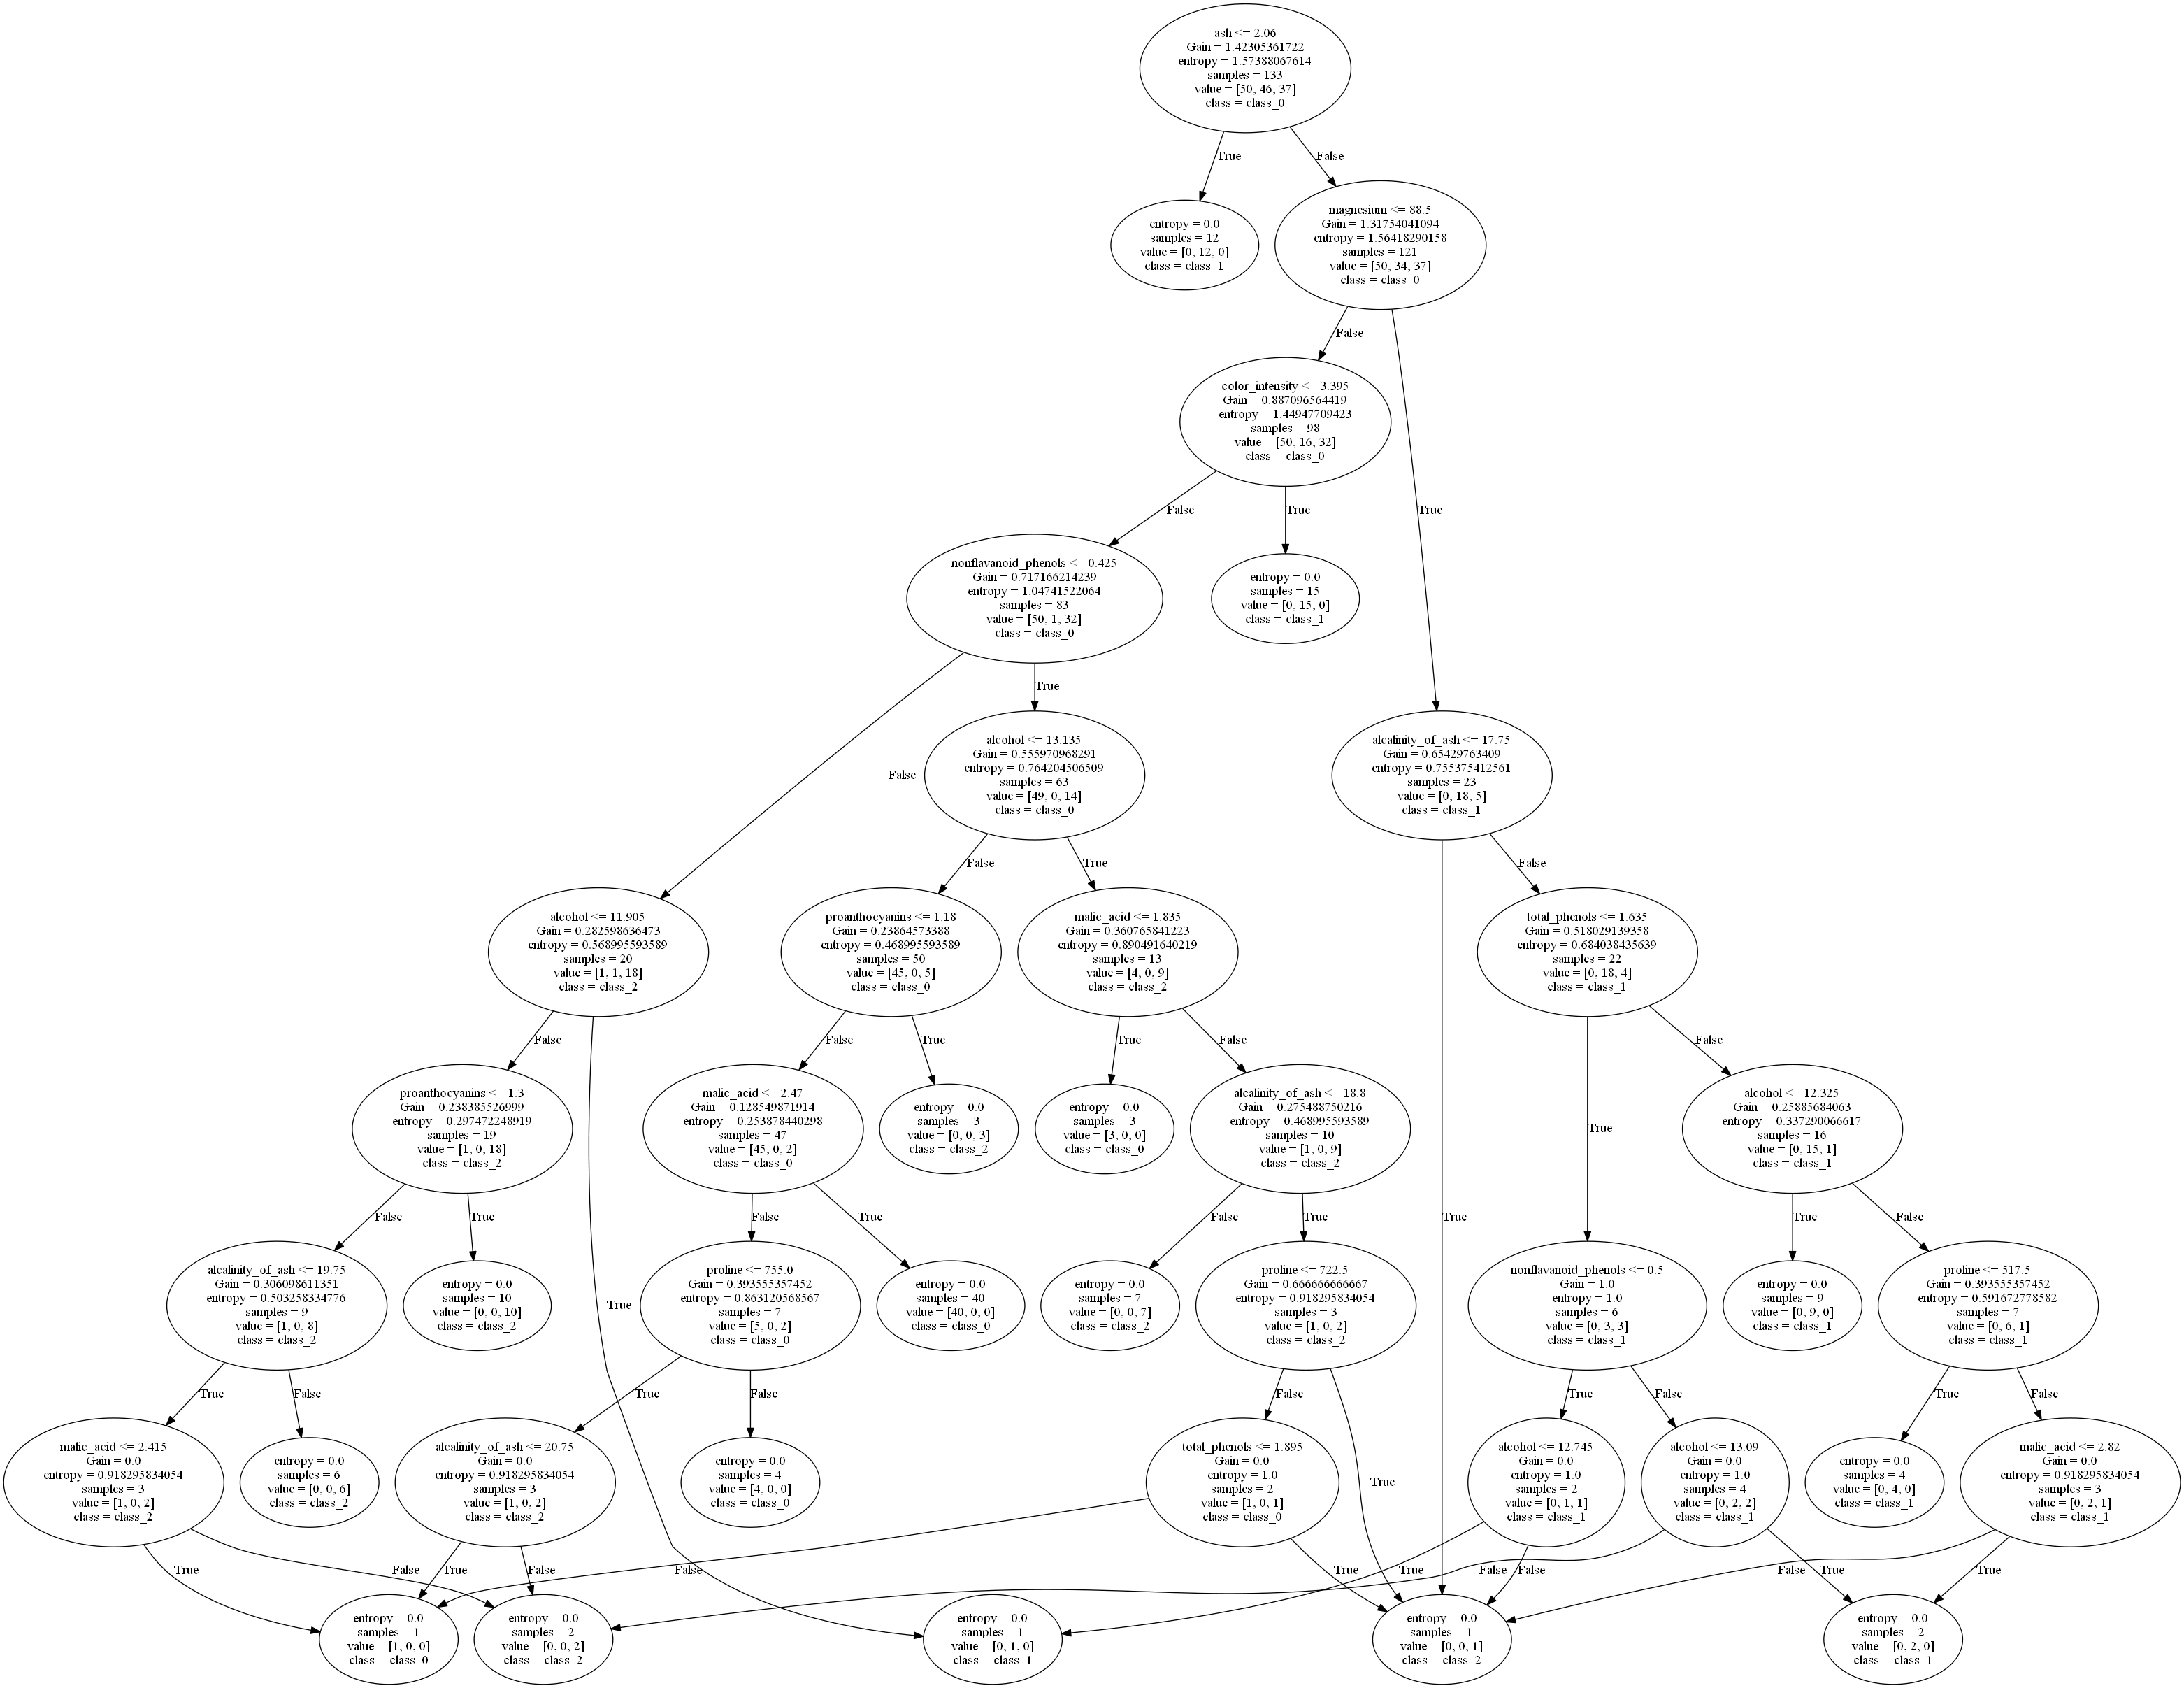 ash <= 2.06
Gain = 1.42305361722
entropy = 1.57388067614
samples = 133
value = [50, 46, 37]
class = class_0
True
False
entropy = 0.0
samples = 12
value = [0, 12, 0]
class = class_1
magnesium <= 88.5
Gain = 1.31754041094
entropy = 1.56418290158
samples = 121
value = [50, 34, 37]
class = class_0
False
True
color_intensity <= 3.395
Gain = 0.887096564419
entropy = 1.44947709423
samples = 98
value = [50, 16, 32]
class = class_0
False
True
nonflavanoid_phenols <= 0.425
Gain = 0.717166214239
entropy = 1.04741522064
samples = 83
value = [50, 1, 32]
class = class_0
entropy = 0.0
samples = 15
value = [0, 15, 0]
class = class_1
False
True
alcohol <= 13.135
Gain = 0.555970968291
entropy = 0.764204506509
samples = 63
value = [49, 0, 14]
class = class_0
alcalinity_of_ash <= 17.75
Gain = 0.65429763409
entropy = 0.755375412561
samples = 23
value = [0, 18, 5]
class = class_1
False
True
True
False
alcohol <= 11.905
Gain = 0.282598636473
entropy = 0.568995593589
samples = 20
value = [1, 1, 18]
class = class_2
proanthocyanins <= 1.18
Gain = 0.23864573388
entropy = 0.468995593589
samples = 50
value = [45, 0, 5]
class = class_0
malic_acid <= 1.835
Gain = 0.360765841223
entropy = 0.890491640219
samples = 13
value = [4, 0, 9]
class = class_2
total_phenols <= 1.635
Gain = 0.518029139358
entropy = 0.684038435639
samples = 22
value = [0, 18, 4]
class = class_1
False
True
False
True
True
False
True
False
proanthocyanins <= 1.3
Gain = 0.238385526999
entropy = 0.297472248919
samples = 19
value = [1, 0, 18]
class = class_2
malic_acid <= 2.47
Gain = 0.128549871914
entropy = 0.253878440298
samples = 47
value = [45, 0, 2]
class = class_0
entropy = 0.0
samples = 3
value = [0, 0, 3]
class = class_2
entropy = 0.0
samples = 3
value = [3, 0, 0]
class = class_0
alcalinity_of_ash <= 18.8
Gain = 0.275488750216
entropy = 0.468995593589
samples = 10
value = [1, 0, 9]
class = class_2
alcohol <= 12.325
Gain = 0.25885684063
entropy = 0.337290066617
samples = 16
value = [0, 15, 1]
class = class_1
False
True
False
True
False
True
True
False
alcalinity_of_ash <= 19.75
Gain = 0.306098611351
entropy = 0.503258334776
samples = 9
value = [1, 0, 8]
class = class_2
entropy = 0.0
samples = 10
value = [0, 0, 10]
class = class_2
proline <= 755.0
Gain = 0.393555357452
entropy = 0.863120568567
samples = 7
value = [5, 0, 2]
class = class_0
entropy = 0.0
samples = 40
value = [40, 0, 0]
class = class_0
entropy = 0.0
samples = 7
value = [0, 0, 7]
class = class_2
proline <= 722.5
Gain = 0.666666666667
entropy = 0.918295834054
samples = 3
value = [1, 0, 2]
class = class_2
nonflavanoid_phenols <= 0.5
Gain = 1.0
entropy = 1.0
samples = 6
value = [0, 3, 3]
class = class_1
entropy = 0.0
samples = 9
value = [0, 9, 0]
class = class_1
proline <= 517.5
Gain = 0.393555357452
entropy = 0.591672778582
samples = 7
value = [0, 6, 1]
class = class_1
True
False
True
False
False
True
True
False
True
False
malic_acid <= 2.415
Gain = 0.0
entropy = 0.918295834054
samples = 3
value = [1, 0, 2]
class = class_2
entropy = 0.0
samples = 6
value = [0, 0, 6]
class = class_2
alcalinity_of_ash <= 20.75
Gain = 0.0
entropy = 0.918295834054
samples = 3
value = [1, 0, 2]
class = class_2
entropy = 0.0
samples = 4
value = [4, 0, 0]
class = class_0
total_phenols <= 1.895
Gain = 0.0
entropy = 1.0
samples = 2
value = [1, 0, 1]
class = class_0
alcohol <= 12.745
Gain = 0.0
entropy = 1.0
samples = 2
value = [0, 1, 1]
class = class_1
alcohol <= 13.09
Gain = 0.0
entropy = 1.0
samples = 4
value = [0, 2, 2]
class = class_1
entropy = 0.0
samples = 4
value = [0, 4, 0]
class = class_1
malic_acid <= 2.82
Gain = 0.0
entropy = 0.918295834054
samples = 3
value = [0, 2, 1]
class = class_1
True
False
True
False
False
True
True
False
False
True
False
True
entropy = 0.0
samples = 1
value = [1, 0, 0]
class = class_0
entropy = 0.0
samples = 2
value = [0, 0, 2]
class = class_2
entropy = 0.0
samples = 1
value = [0, 1, 0]
class = class_1
entropy = 0.0
samples = 1
value = [0, 0, 1]
class = class_2
entropy = 0.0
samples = 2
value = [0, 2, 0]
class = class_1